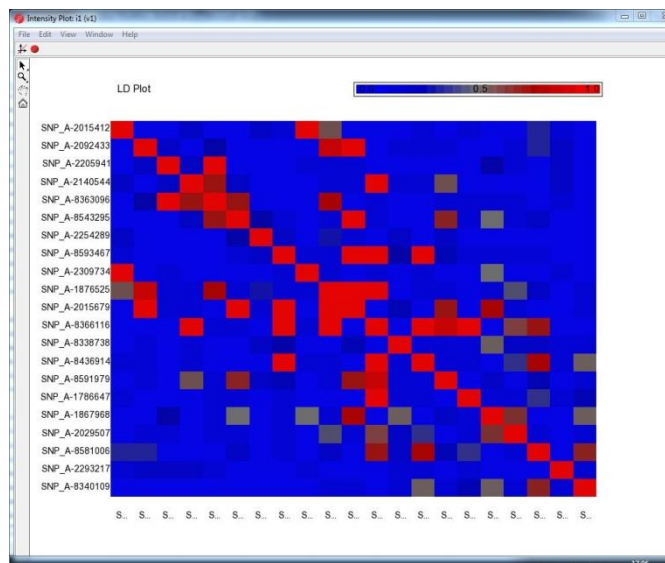 Intensity Plot: i1 (v1)
File Edit View Window Help
LD Plot
0.5 1.0
SNP_A-2015412
SNP_A-2092433
SNP_A-2205941
SNP_A-2140544
SNP_A-8363096
SNP_A-8543295
SNP_A-2254289
SNP_A-8593467
SNP_A-2309734
SNP_A-1876525
SNP_A-2015679
SNP_A-8366116
SNP_A-8338738
SNP_A-8436914
SNP_A-8591979
SNP_A-1786647
SNP_A-1867968
SNP_A-2029507
SNP_A-8581006
SNP_A-2293217
SNP_A-8340109
S... S... S... S... S... S... S... S... S... S... S... S... S... S... S... S... S... S... S... S... S...